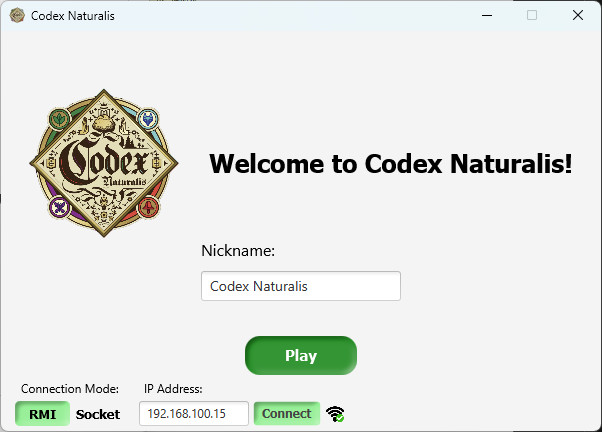 Codex Naturalis
Codex
Naturalis
Welcome to Codex Naturalis!
Nickname:
Codex Naturalis
Play
Connection Mode:
IP Address:
RMI
Socket
192.168.100.15
Connect